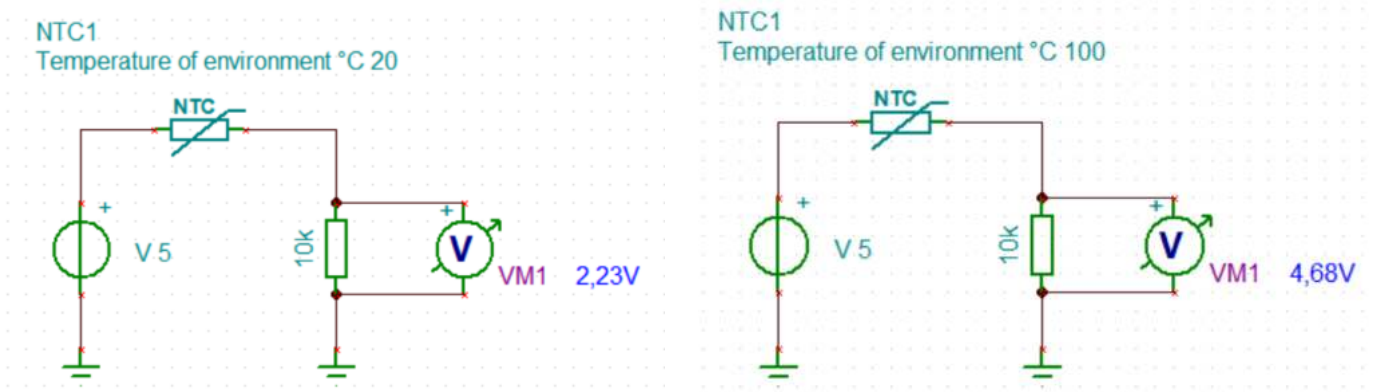 NTC1
Temperature of environment °C 20
NTC
+
V 5
10k
+
V
VM1 2,23V
NTC1
Temperature of environment °C 100
NTC
+
V 5
10k
+
V
VM1 4,68V